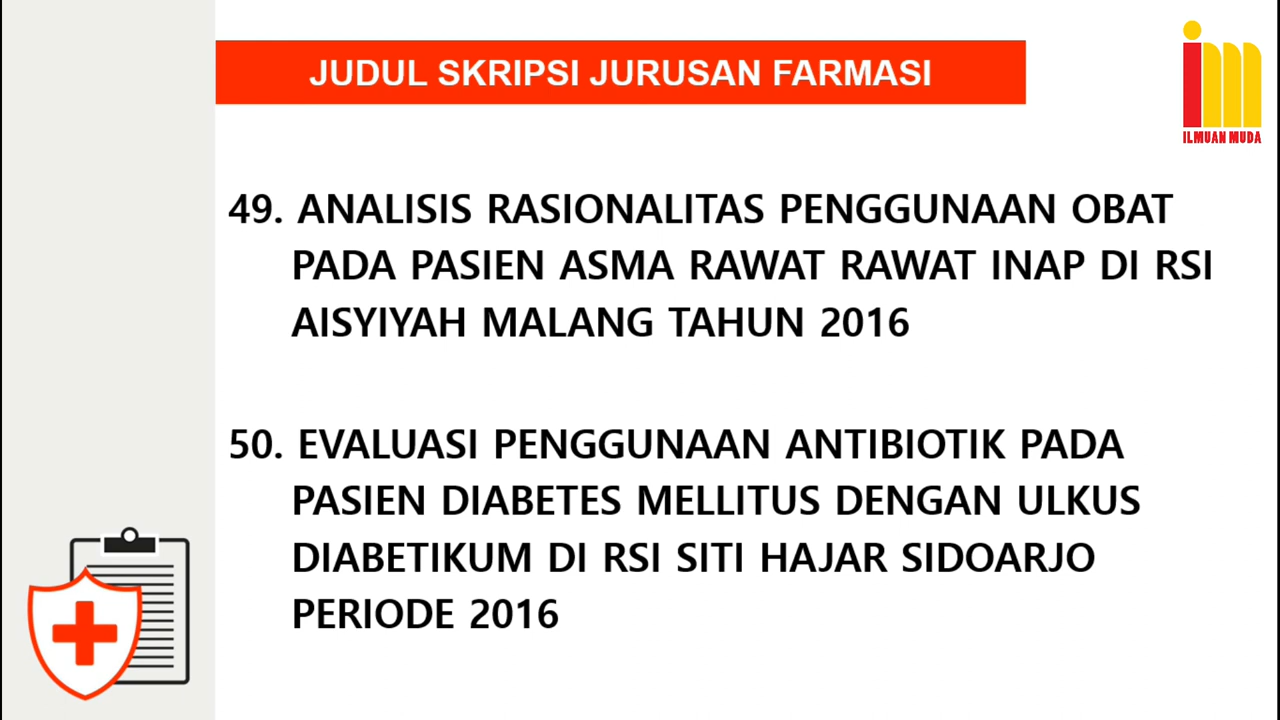 JUDUL SKRIPSI JURUSAN FARMASI
ILMUAN MUDA
49. ANALISIS RASIONALITAS PENGGUNAAN OBAT
PADA PASIEN ASMA RAWAT RAWAT INAP DI RSI
AISYIYAH MALANG TAHUN 2016
50. EVALUASI PENGGUNAAN ANTIBIOTIK PADA
PASIEN DIABETES MELLITUS DENGAN ULKUS
DIABETIKUM DI RSI SITI HAJAR SIDOARJO
PERIODE 2016